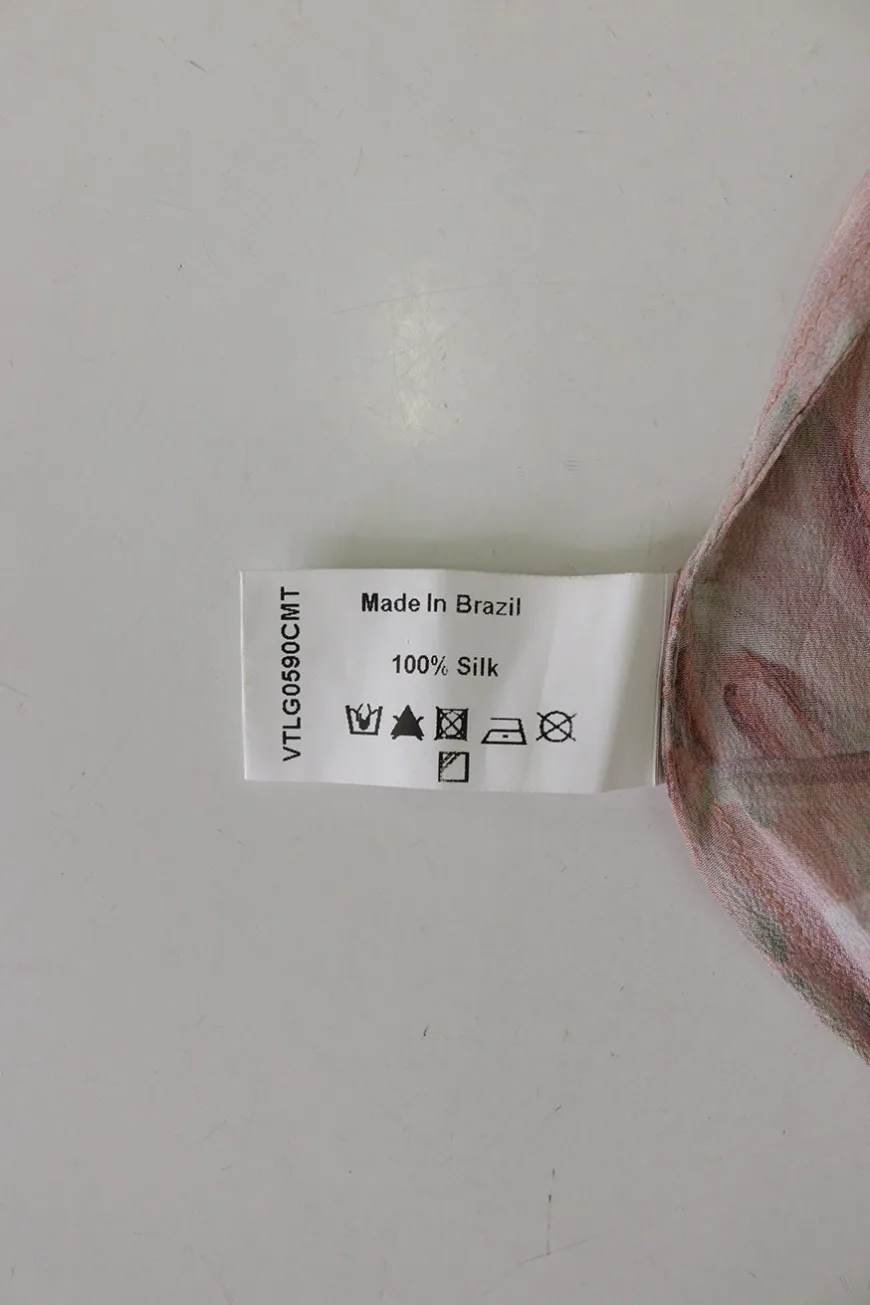 VTLG0590CMT
Made In Brazil
100% Silk